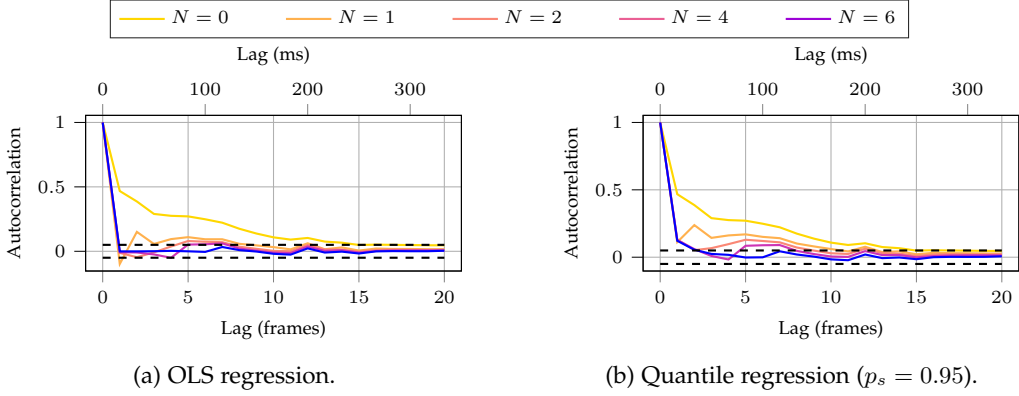 N = 0 N = 1 N = 2 N = 4 N = 6
Lag (ms)
0 100 200 300
1
0.5
0
Autocorrelation
0 5 10 15 20
Lag (frames)
(a) OLS regression.
Lag (ms)
0 100 200 300
1
0.5
0
Autocorrelation
0 5 10 15 20
Lag (frames)
(b) Quantile regression (p_s = 0.95).